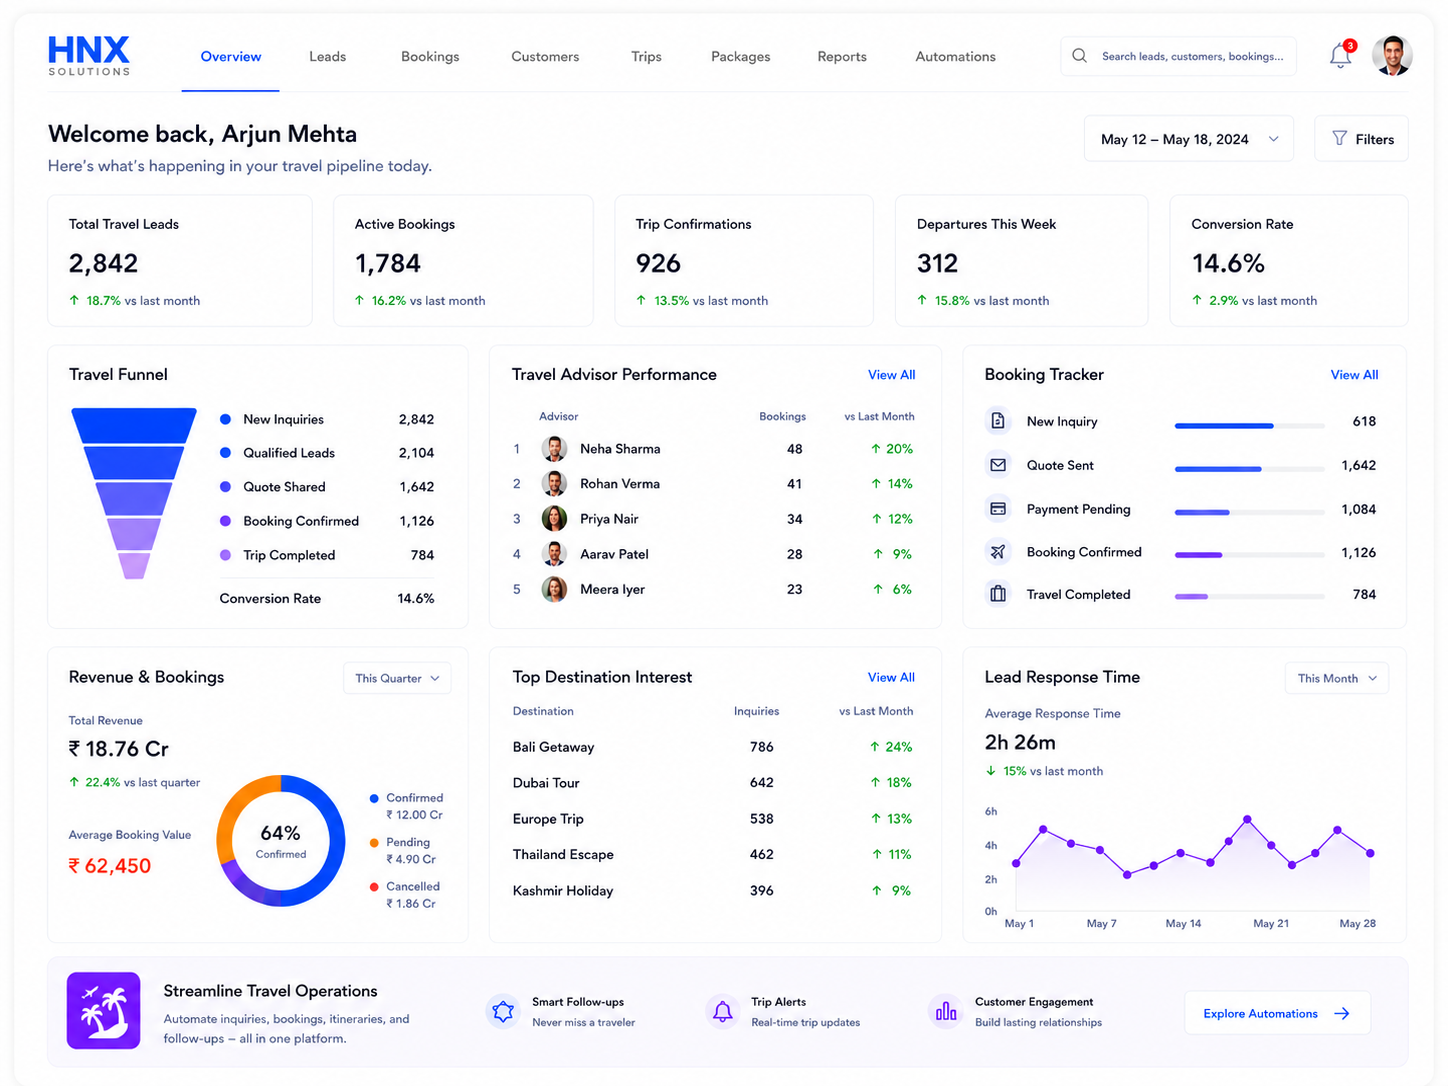 HNX
SOLUTIONS
Overview
Leads
Bookings
Customers
Trips
Packages
Reports
Automations
Search leads, customers, bookings...
3
Welcome back, Arjun Mehta
Here's what's happening in your travel pipeline today.
May 12 – May 18, 2024
Filters
Total Travel Leads
2,842
↑ 18.7% vs last month
Active Bookings
1,784
↑ 16.2% vs last month
Trip Confirmations
926
↑ 13.5% vs last month
Departures This Week
312
↑ 15.8% vs last month
Conversion Rate
14.6%
↑ 2.9% vs last month
Travel Funnel
New Inquiries 2,842
Qualified Leads 2,104
Quote Shared 1,642
Booking Confirmed 1,126
Trip Completed 784
Conversion Rate 14.6%
Travel Advisor Performance View All
Advisor Bookings vs Last Month
1 Neha Sharma 48 ↑ 20%
2 Rohan Verma 41 ↑ 14%
3 Priya Nair 34 ↑ 12%
4 Aarav Patel 28 ↑ 9%
5 Meera Iyer 23 ↑ 6%
Booking Tracker View All
New Inquiry 618
Quote Sent 1,642
Payment Pending 1,084
Booking Confirmed 1,126
Travel Completed 784
Revenue & Bookings This Quarter
Total Revenue
₹ 18.76 Cr
↑ 22.4% vs last quarter
Average Booking Value
₹ 62,450
64%
Confirmed
Confirmed
₹ 12.00 Cr
Pending
₹ 4.90 Cr
Cancelled
₹ 1.86 Cr
Top Destination Interest View All
Destination Inquiries vs Last Month
Bali Getaway 786 ↑ 24%
Dubai Tour 642 ↑ 18%
Europe Trip 538 ↑ 13%
Thailand Escape 462 ↑ 11%
Kashmir Holiday 396 ↑ 9%
Lead Response Time This Month
Average Response Time
2h 26m
↓ 15% vs last month
6h
4h
2h
0h
May 1 May 7 May 14 May 21 May 28
Streamline Travel Operations
Automate inquiries, bookings, itineraries, and
follow-ups – all in one platform.
Smart Follow-ups
Never miss a traveler
Trip Alerts
Real-time trip updates
Customer Engagement
Build lasting relationships
Explore Automations →